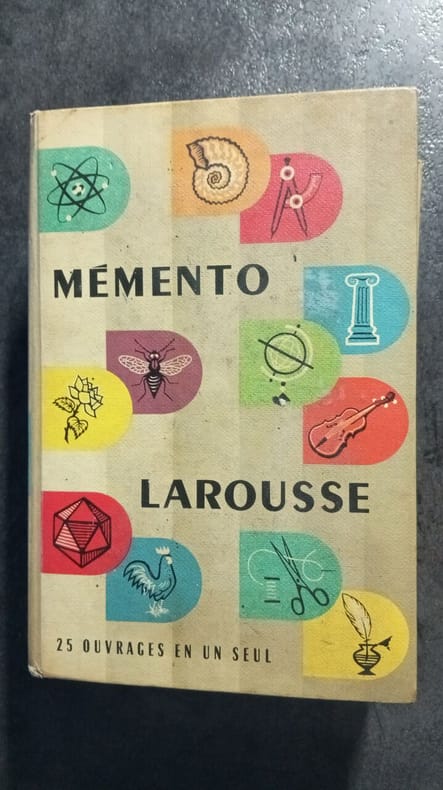 MÉMENTO
LAROUSSE
25 OUVRAGES EN UN SEUL